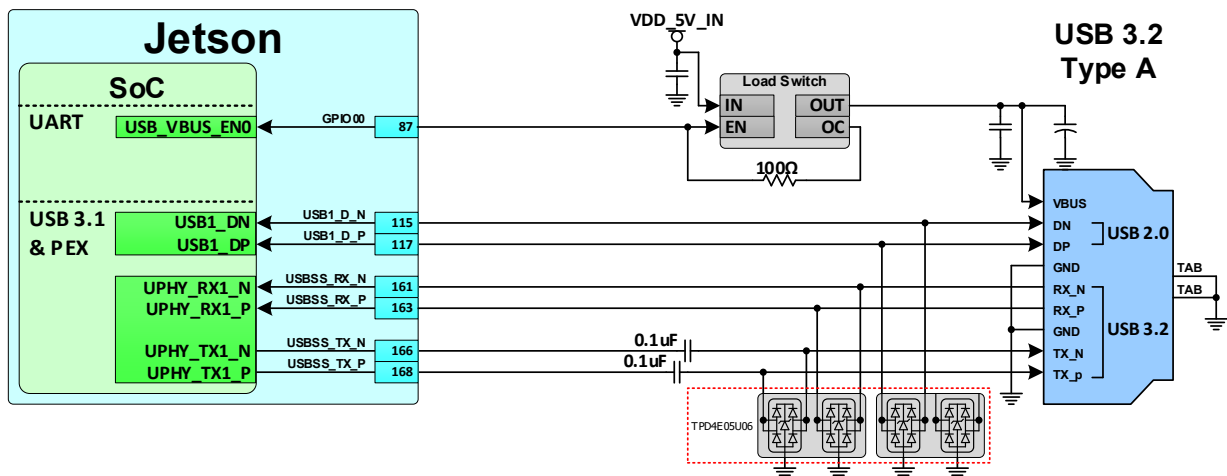 Jetson
SoC
UART
USB_VBUS_EN0
GPIO00
87
USB 3.1
& PEX
USB1_DN
USB1_D_N
115
USB1_DP
USB1_D_P
117
UPHY_RX1_N
USBSS_RX_N
161
UPHY_RX1_P
USBSS_RX_P
163
UPHY_TX1_N
USBSS_TX_N
166
UPHY_TX1_P
USBSS_TX_P
168
VDD_5V_IN
Load Switch
IN
OUT
EN
OC
100Ω
0.1uF
0.1uF
TPD4E05U06
USB 3.2
Type A
VBUS
DN
DP
USB 2.0
GND
RX_N
RX_P
GND
TX_N
TX_p
USB 3.2
TAB
TAB